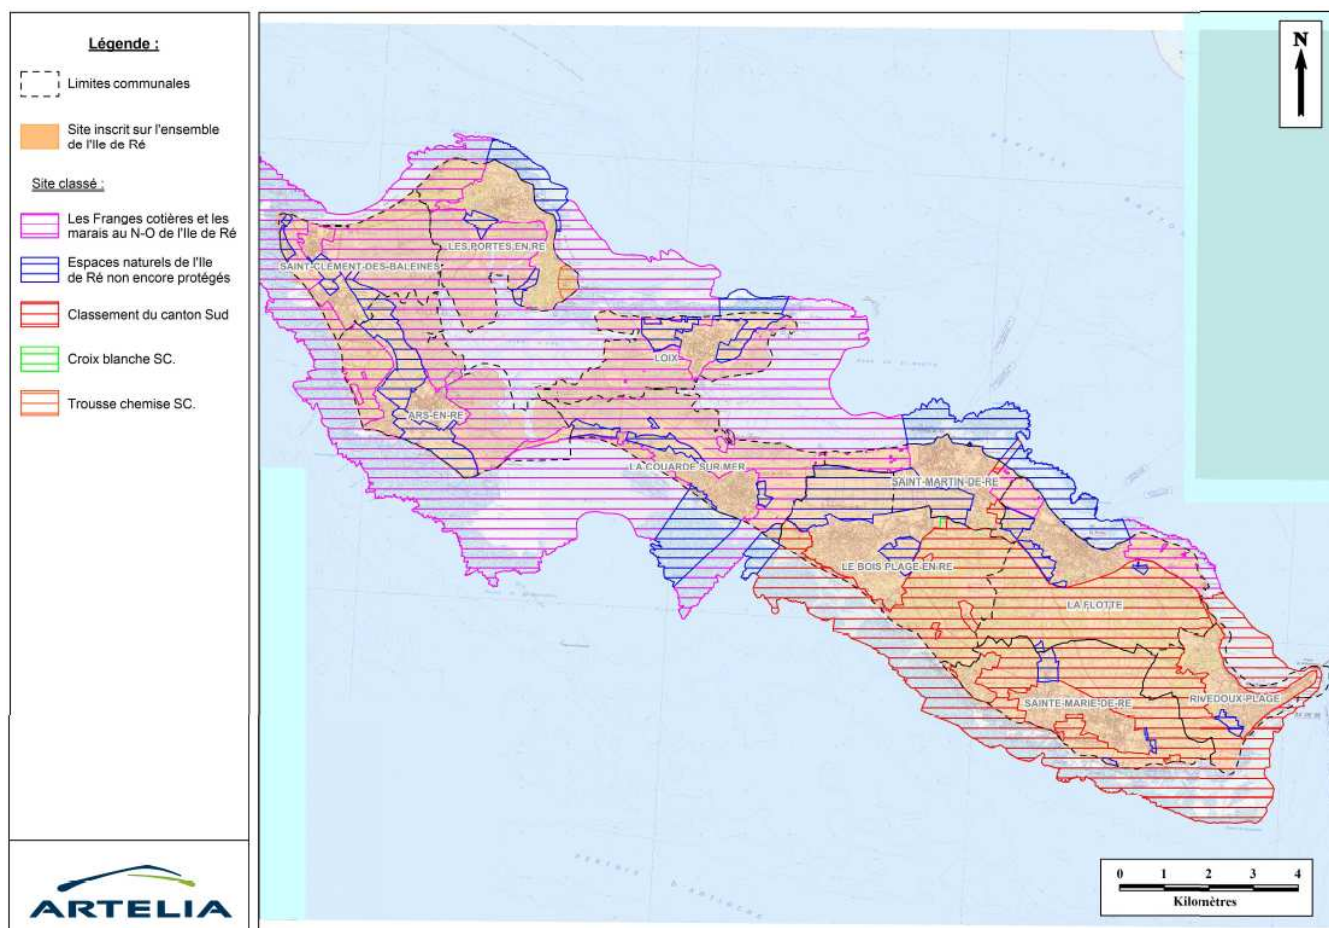 Légende :
Limites communales
Site inscrit sur l'ensemble
de l'Ile de Ré
Site classé :
Les Franges cotières et les
marais au N-O de l'Ile de Ré
Espaces naturels de l'Ile
de Ré non encore protégés
Classement du canton Sud
Croix blanche SC.
Trousse chemise SC.
ARTELIA
N
LES PORTES EN RE
SAINT-CLEMENT-DES-BALEINES
LOIX
ARS-EN-RE
LA COUARDE SUR MER
SAINT-MARTIN-DE-RE
LE BOIS PLAGE-EN-RE
LA FLOTTE
SAINTE-MARIE-DE-RE
RIVEDOUX-PLAGE
0 1 2 3 4
Kilomètres